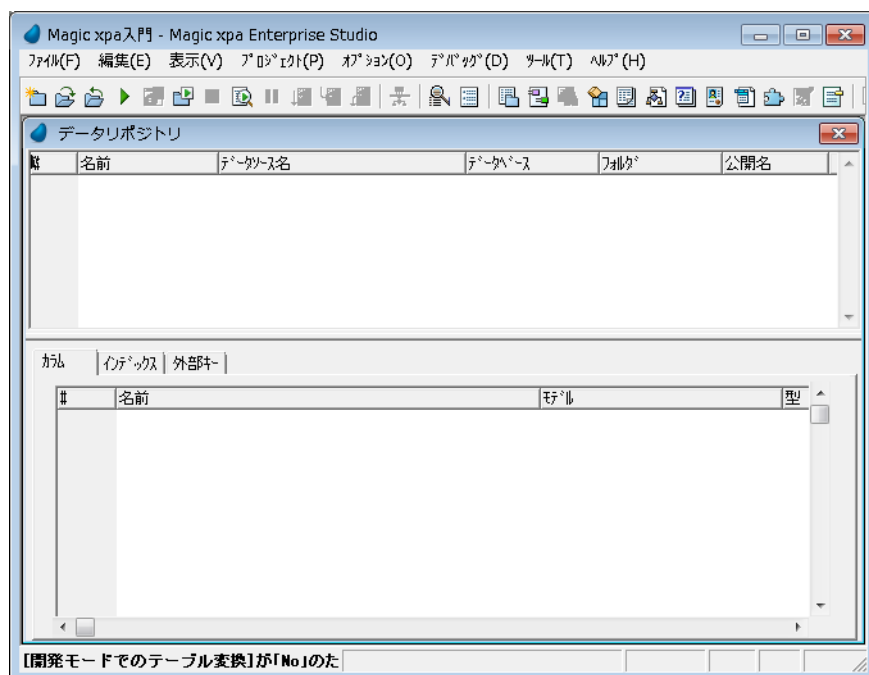 Magic xpa入門 - Magic xpa Enterprise Studio
ﾌｧｲﾙ(F) 編集(E) 表示(V) ﾌﾟﾛｼﾞｪｸﾄ(P) ｵﾌﾟｼｮﾝ(O) ﾃﾞﾊﾞｯｸﾞ(D) ﾂｰﾙ(T) ﾍﾙﾌﾟ(H)
データリポジトリ
# 名前 ﾃﾞｰﾀｿｰｽ名 ﾃﾞｰﾀﾍﾞｰｽ ﾌｫﾙﾀﾞ 公開名
ｶﾗﾑ ｲﾝﾃﾞｯｸｽ 外部ｷｰ
# 名前 ﾓﾃﾞﾙ 型
[開発モードでのテーブル変換]が「No」のた